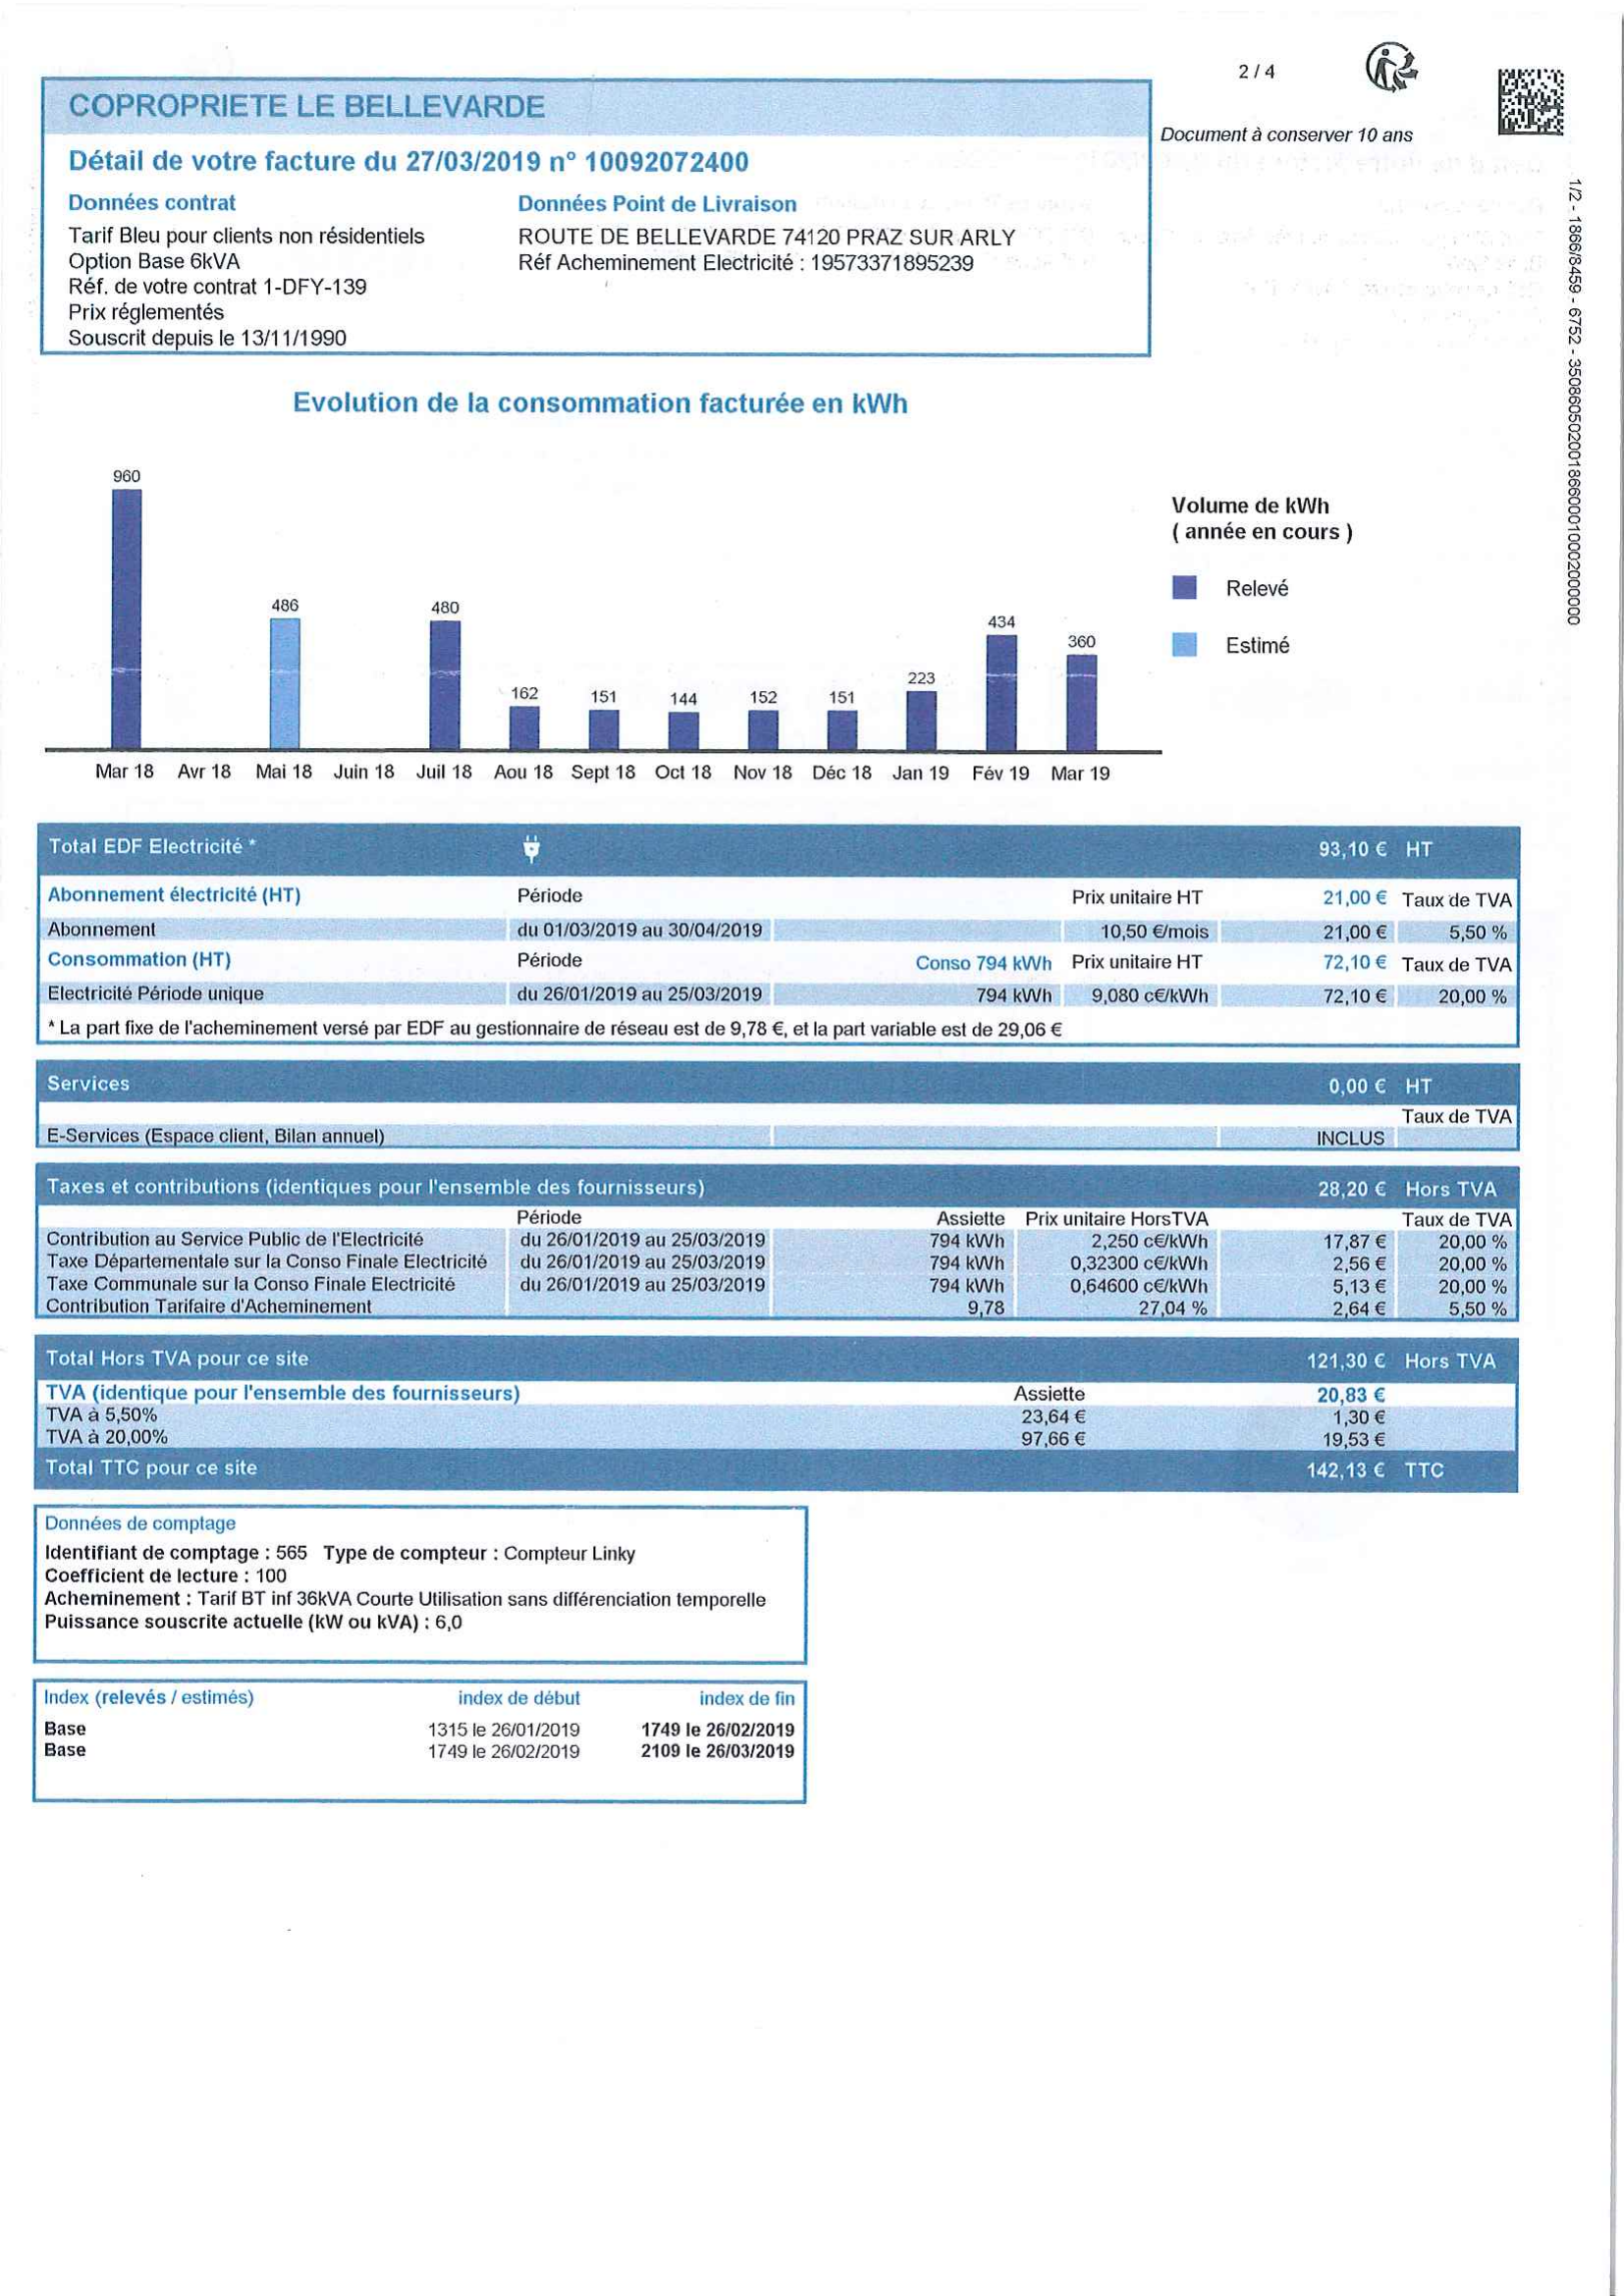 2 / 4
COPROPRIETE LE BELLEVARDE
Document à conserver 10 ans
Détail de votre facture du 27/03/2019 n° 10092072400
Données contrat Données Point de Livraison
Tarif Bleu pour clients non résidentiels ROUTE DE BELLEVARDE 74120 PRAZ SUR ARLY
Option Base 6kVA Réf Acheminement Electricité : 19573371895239
Réf. de votre contrat 1-DFY-139
Prix réglementés
Souscrit depuis le 13/11/1990
1/2 - 1866/8459 - 6752 - 3508605020018660001000200000
Evolution de la consommation facturée en kWh
960
486 480
434
360
223
162 151 144 152 151
Mar 18 Avr 18 Mai 18 Juin 18 Juil 18 Aou 18 Sept 18 Oct 18 Nov 18 Déc 18 Jan 19 Fév 19 Mar 19
Volume de kWh
( année en cours )
Relevé
Estimé
Total EDF Electricité * 93,10 € HT
Abonnement électricité (HT) Période Prix unitaire HT 21,00 € Taux de TVA
Abonnement du 01/03/2019 au 30/04/2019 10,50 €/mois 21,00 € 5,50 %
Consommation (HT) Période Conso 794 kWh Prix unitaire HT 72,10 € Taux de TVA
Electricité Période unique du 26/01/2019 au 25/03/2019 794 kWh 9,080 c€/kWh 72,10 € 20,00 %
* La part fixe de l'acheminement versé par EDF au gestionnaire de réseau est de 9,78 €, et la part variable est de 29,06 €
Services 0,00 € HT
Taux de TVA
E-Services (Espace client, Bilan annuel) INCLUS
Taxes et contributions (identiques pour l'ensemble des fournisseurs) 28,20 € Hors TVA
Période Assiette Prix unitaire HorsTVA Taux de TVA
Contribution au Service Public de l'Electricité du 26/01/2019 au 25/03/2019 794 kWh 2,250 c€/kWh 17,87 € 20,00 %
Taxe Départementale sur la Conso Finale Electricité du 26/01/2019 au 25/03/2019 794 kWh 0,32300 c€/kWh 2,56 € 20,00 %
Taxe Communale sur la Conso Finale Electricité du 26/01/2019 au 25/03/2019 794 kWh 0,64600 c€/kWh 5,13 € 20,00 %
Contribution Tarifaire d'Acheminement 9,78 27,04 % 2,64 € 5,50 %
Total Hors TVA pour ce site 121,30 € Hors TVA
TVA (identique pour l'ensemble des fournisseurs) Assiette 20,83 €
TVA à 5,50% 23,64 € 1,30 €
TVA à 20,00% 97,66 € 19,53 €
Total TTC pour ce site 142,13 € TTC
Données de comptage
Identifiant de comptage : 565 Type de compteur : Compteur Linky
Coefficient de lecture : 100
Acheminement : Tarif BT inf 36kVA Courte Utilisation sans différenciation temporelle
Puissance souscrite actuelle (kW ou kVA) : 6,0
Index (relevés / estimés) index de début index de fin
Base 1315 le 26/01/2019 1749 le 26/02/2019
Base 1749 le 26/02/2019 2109 le 26/03/2019